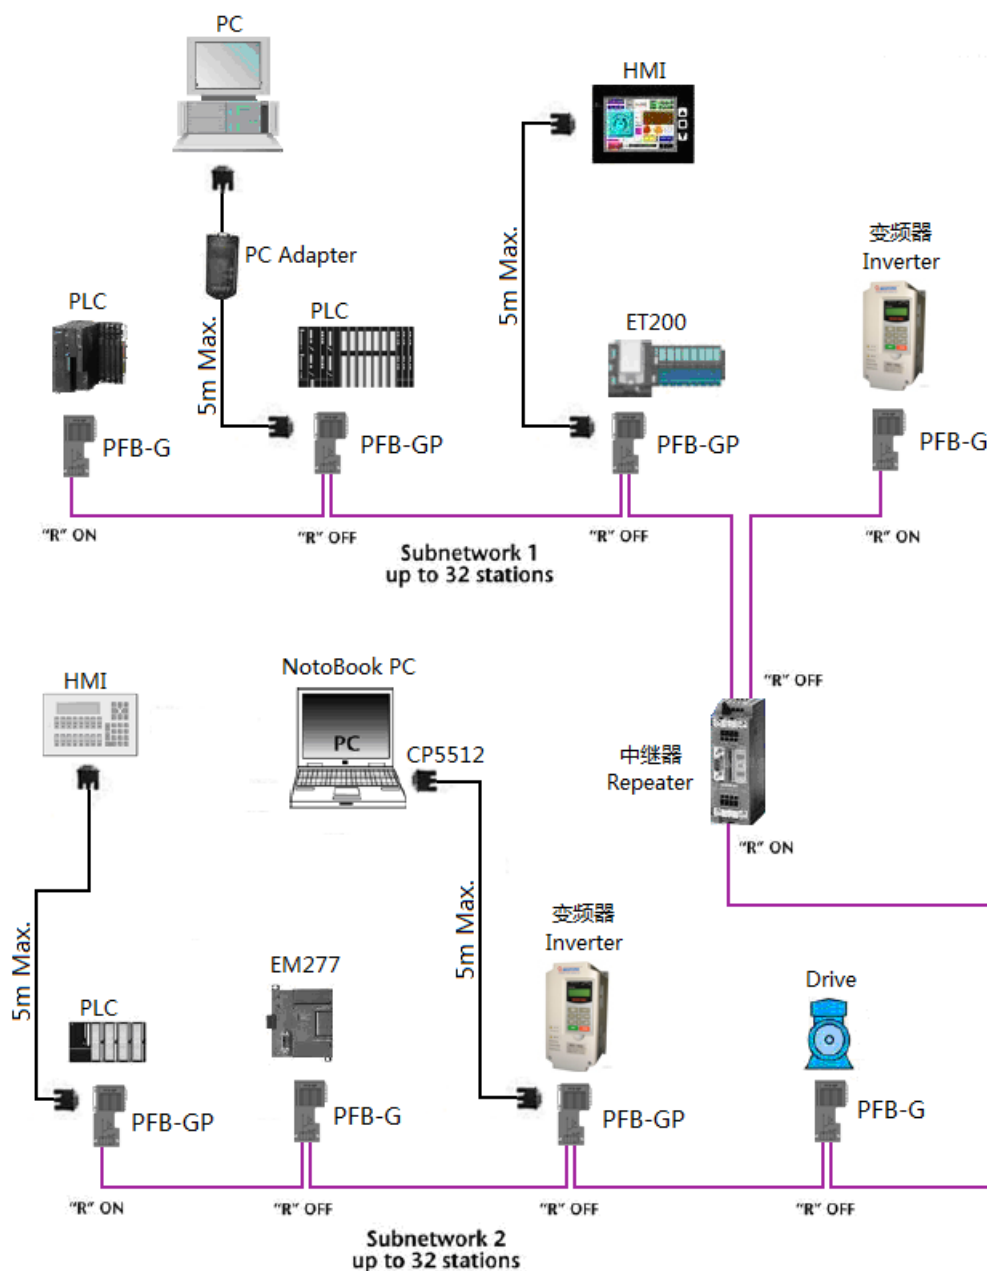 PC
HMI
5m Max.
变频器
Inverter
PC Adapter
PLC
PLC
5m Max.
ET200
PFB-G
PFB-GP
PFB-GP
PFB-G
“R” ON
“R” OFF
“R” OFF
“R” ON
Subnetwork 1
up to 32 stations
HMI
NotoBook PC
“R” OFF
PC
CP5512
中继器
Repeater
“R” ON
5m Max.
5m Max.
变频器
Inverter
EM277
PLC
Drive
PFB-GP
PFB-G
PFB-GP
PFB-G
“R” ON
“R” OFF
“R” OFF
“R” OFF
Subnetwork 2
up to 32 stations